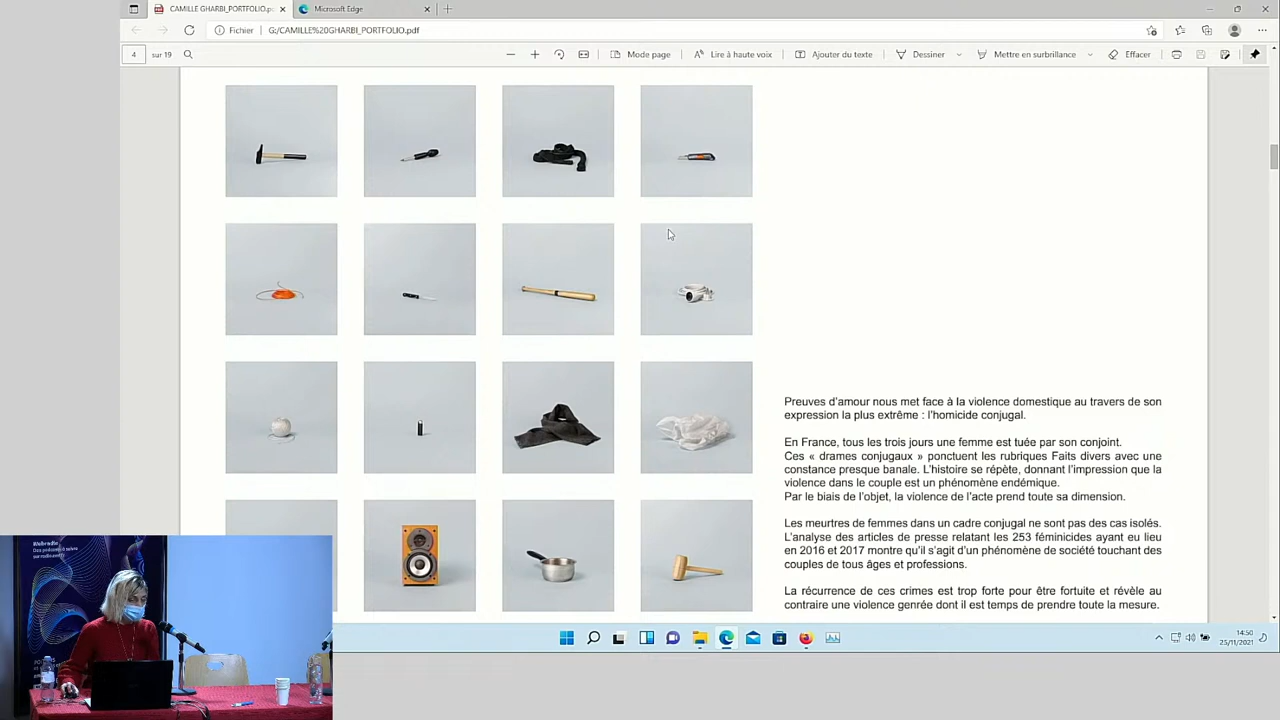 CAMILLE GHARBI_PORTFOLIO.p
Microsoft Edge
Fichier
G:/CAMILLE%20GHARBI_PORTFOLIO.pdf
4 sur 19
Mode page
Lire à haute voix
Ajouter du texte
Dessiner
Mettre en surbrillance
Effacer
Preuves d'amour nous met face à la violence domestique au travers de son
expression la plus extrême : l'homicide conjugal.
En France, tous les trois jours une femme est tuée par son conjoint.
Ces « drames conjugaux » ponctuent les rubriques Faits divers avec une
constance presque banale. L'histoire se répète, donnant l'impression que la
violence dans le couple est un phénomène endémique.
Par le biais de l'objet, la violence de l'acte prend toute sa dimension.
Les meurtres de femmes dans un cadre conjugal ne sont pas des cas isolés.
L'analyse des articles de presse relatant les 253 féminicides ayant eu lieu
en 2016 et 2017 montre qu'il s'agit d'un phénomène de société touchant des
couples de tous âges et professions.
La récurrence de ces crimes est trop forte pour être fortuite et révèle au
contraire une violence genrée dont il est temps de prendre toute la mesure.
Webradio
14:50
25/11/2021